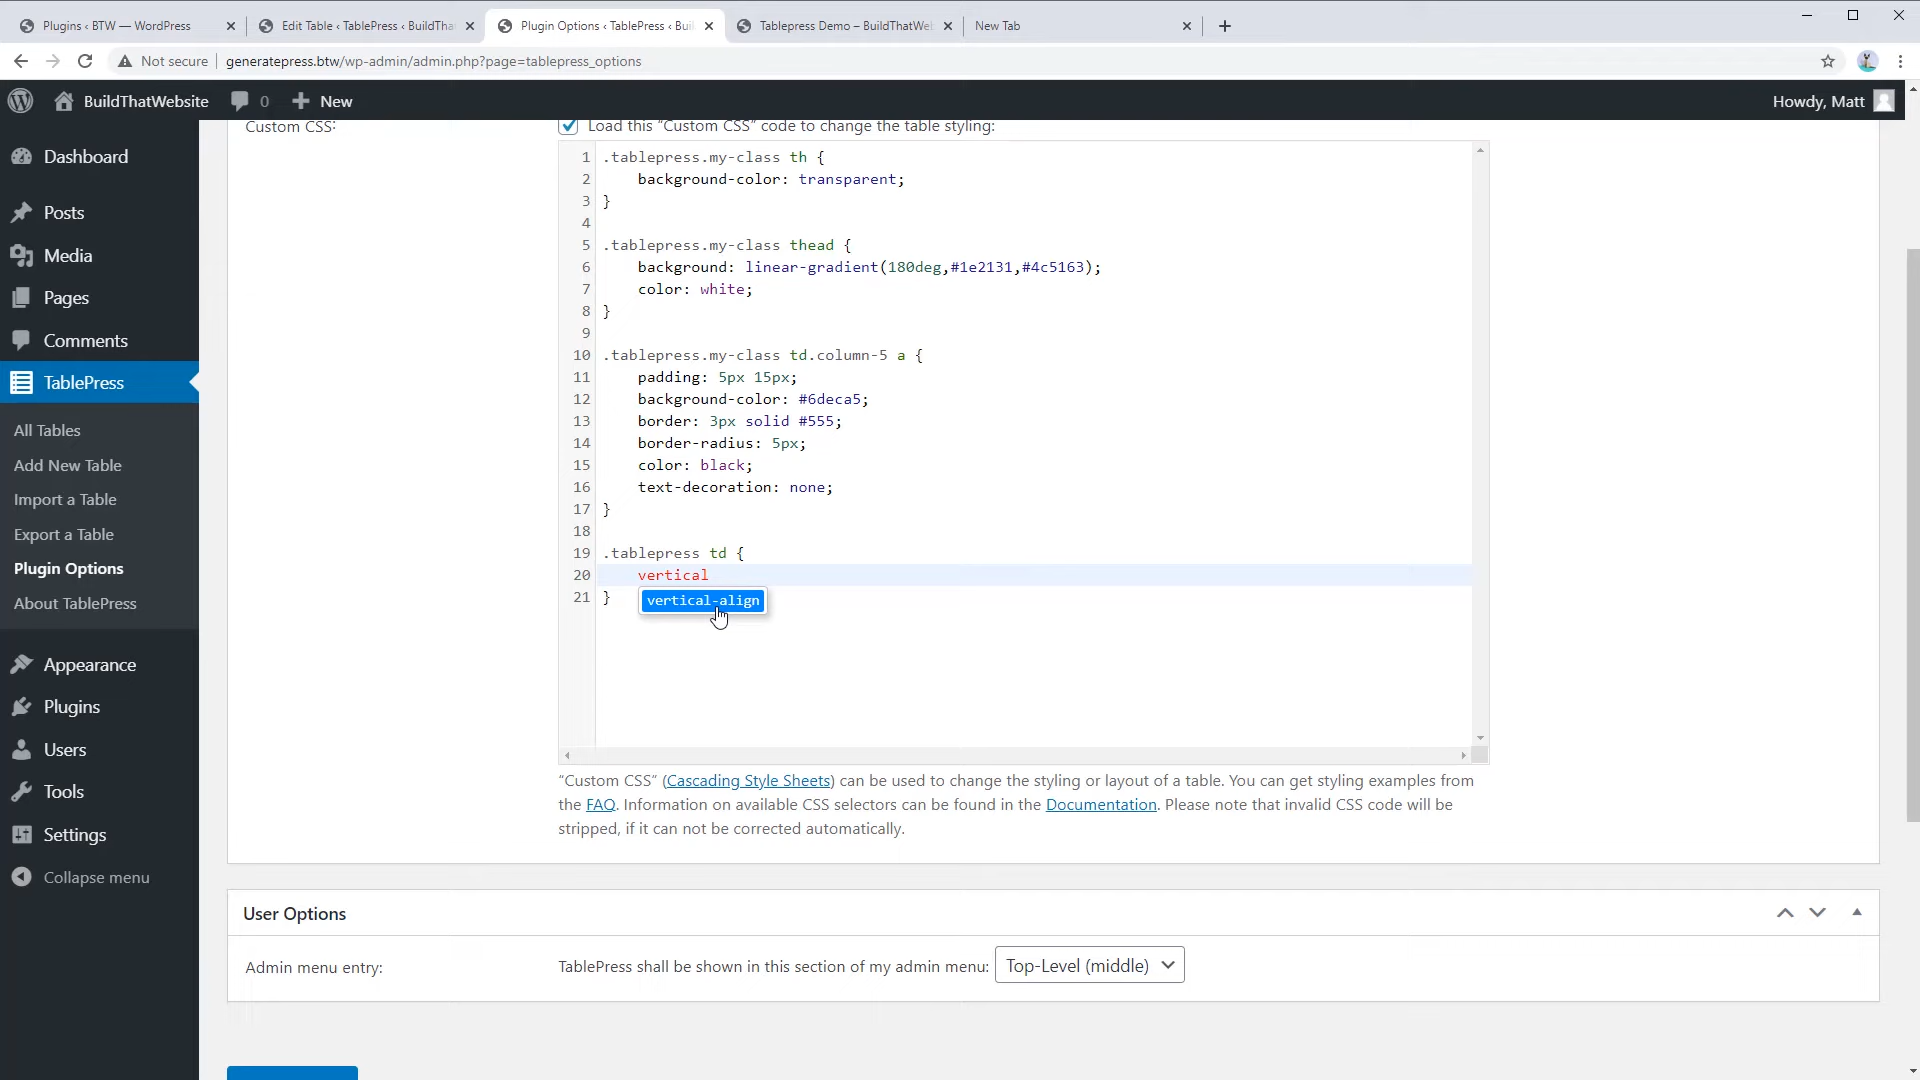 Plugins ‹ BTW — WordPress
Edit Table ‹ TablePress ‹ BuildTha
Plugin Options ‹ TablePress ‹ Bui
Tablepress Demo – BuildThatWe
New Tab
Not secure
generatepress.btw/wp-admin/admin.php?page=tablepress_options
BuildThatWebsite
0
New
Howdy, Matt
Dashboard
Posts
Media
Pages
Comments
TablePress
All Tables
Add New Table
Import a Table
Export a Table
Plugin Options
About TablePress
Appearance
Plugins
Users
Tools
Settings
Collapse menu
Custom CSS:
Load this “Custom CSS” code to change the table styling:
1 .tablepress.my-class th {
2 background-color: transparent;
3 }
4
5 .tablepress.my-class thead {
6 background: linear-gradient(180deg,#1e2131,#4c5163);
7 color: white;
8 }
9
10 .tablepress.my-class td.column-5 a {
11 padding: 5px 15px;
12 background-color: #6deca5;
13 border: 3px solid #555;
14 border-radius: 5px;
15 color: black;
16 text-decoration: none;
17 }
18
19 .tablepress td {
20 vertical
21 }
vertical-align
“Custom CSS” (Cascading Style Sheets) can be used to change the styling or layout of a table. You can get styling examples from
the FAQ. Information on available CSS selectors can be found in the Documentation. Please note that invalid CSS code will be
stripped, if it can not be corrected automatically.
User Options
Admin menu entry:
TablePress shall be shown in this section of my admin menu:
Top-Level (middle)